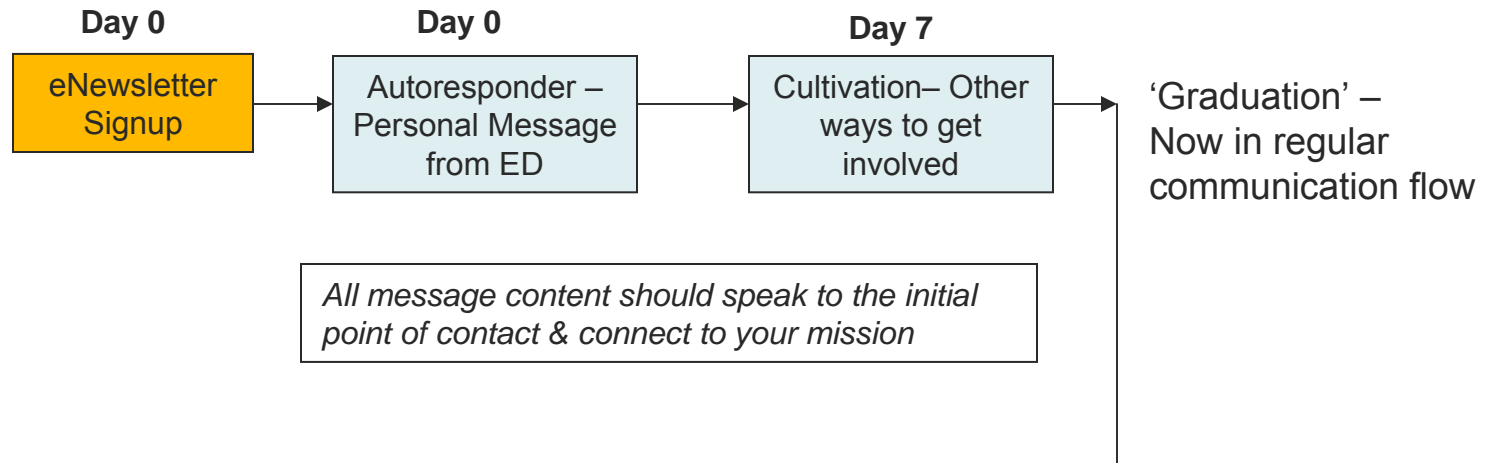 Day 0
Day 0
Day 7
eNewsletter
Signup
Autoresponder –
Personal Message
from ED
Cultivation– Other
ways to get
involved
‘Graduation’ –
Now in regular
communication flow
All message content should speak to the initial
point of contact & connect to your mission